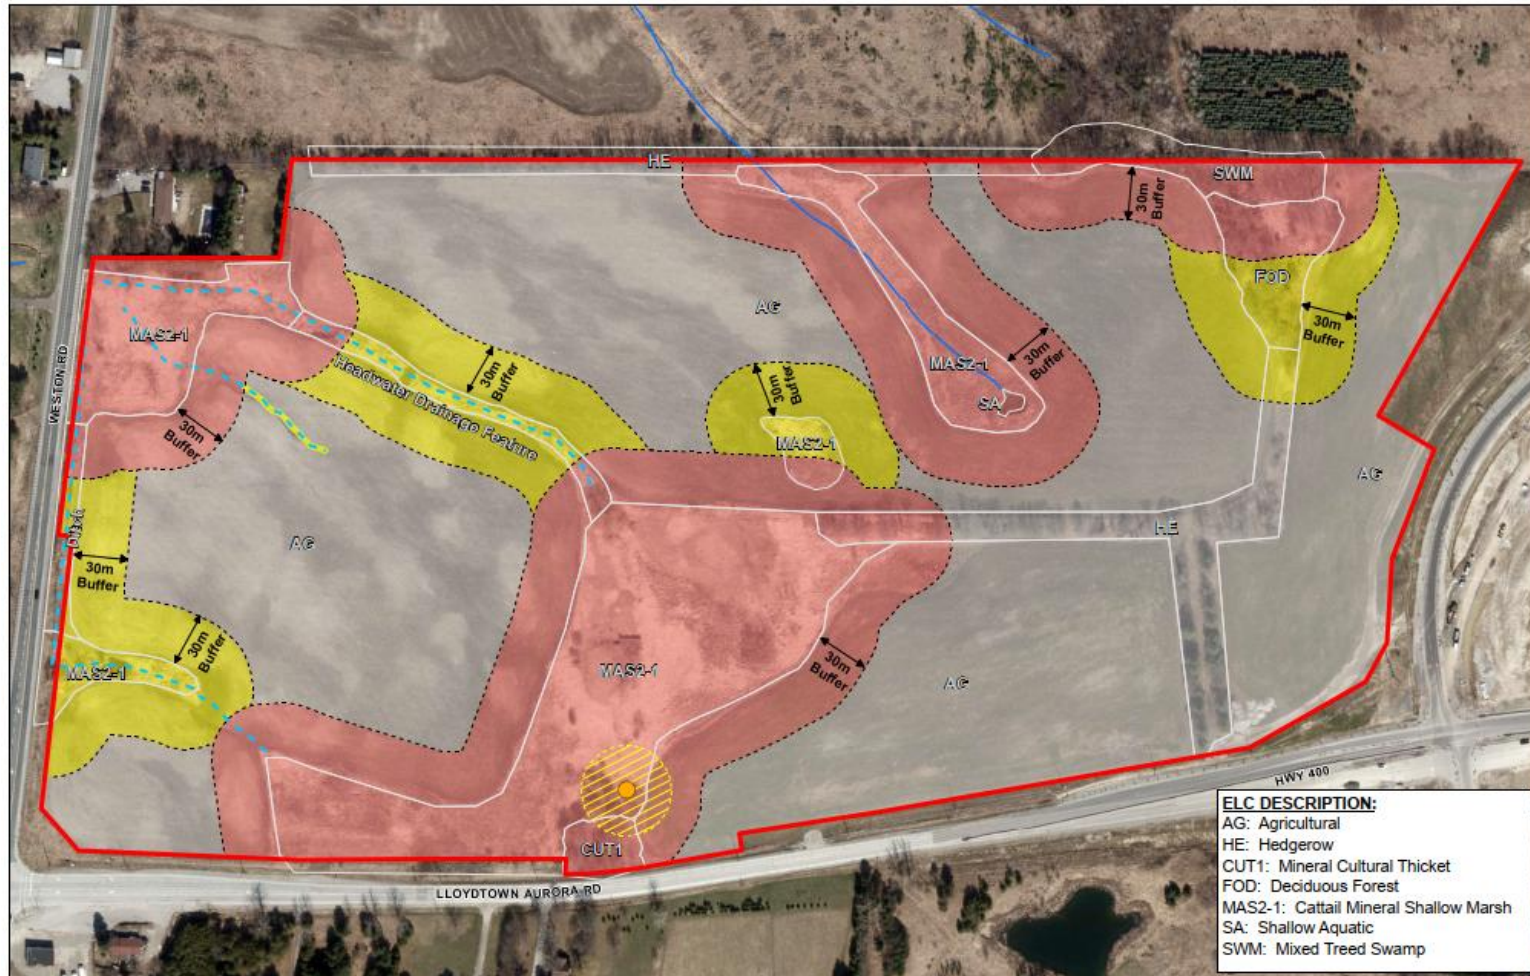 HE
SWM
30m
Buffer
FOD
AG
30m
Buffer
MAS2-1
30m
Buffer
30m
Buffer
MAS2-1
30m
Buffer
SA
Headwater Drainage Feature
30m
Buffer
MAS2-1
WESTON RD
30m
Buffer
AG
HE
Ditch
AG
30m
Buffer
30m
Buffer
MAS2-1
MAS2-1
30m
Buffer
AG
HWY 400
CUT1
LLOYDTOWN AURORA RD
ELC DESCRIPTION:
AG: Agricultural
HE: Hedgerow
CUT1: Mineral Cultural Thicket
FOD: Deciduous Forest
MAS2-1: Cattail Mineral Shallow Marsh
SA: Shallow Aquatic
SWM: Mixed Treed Swamp